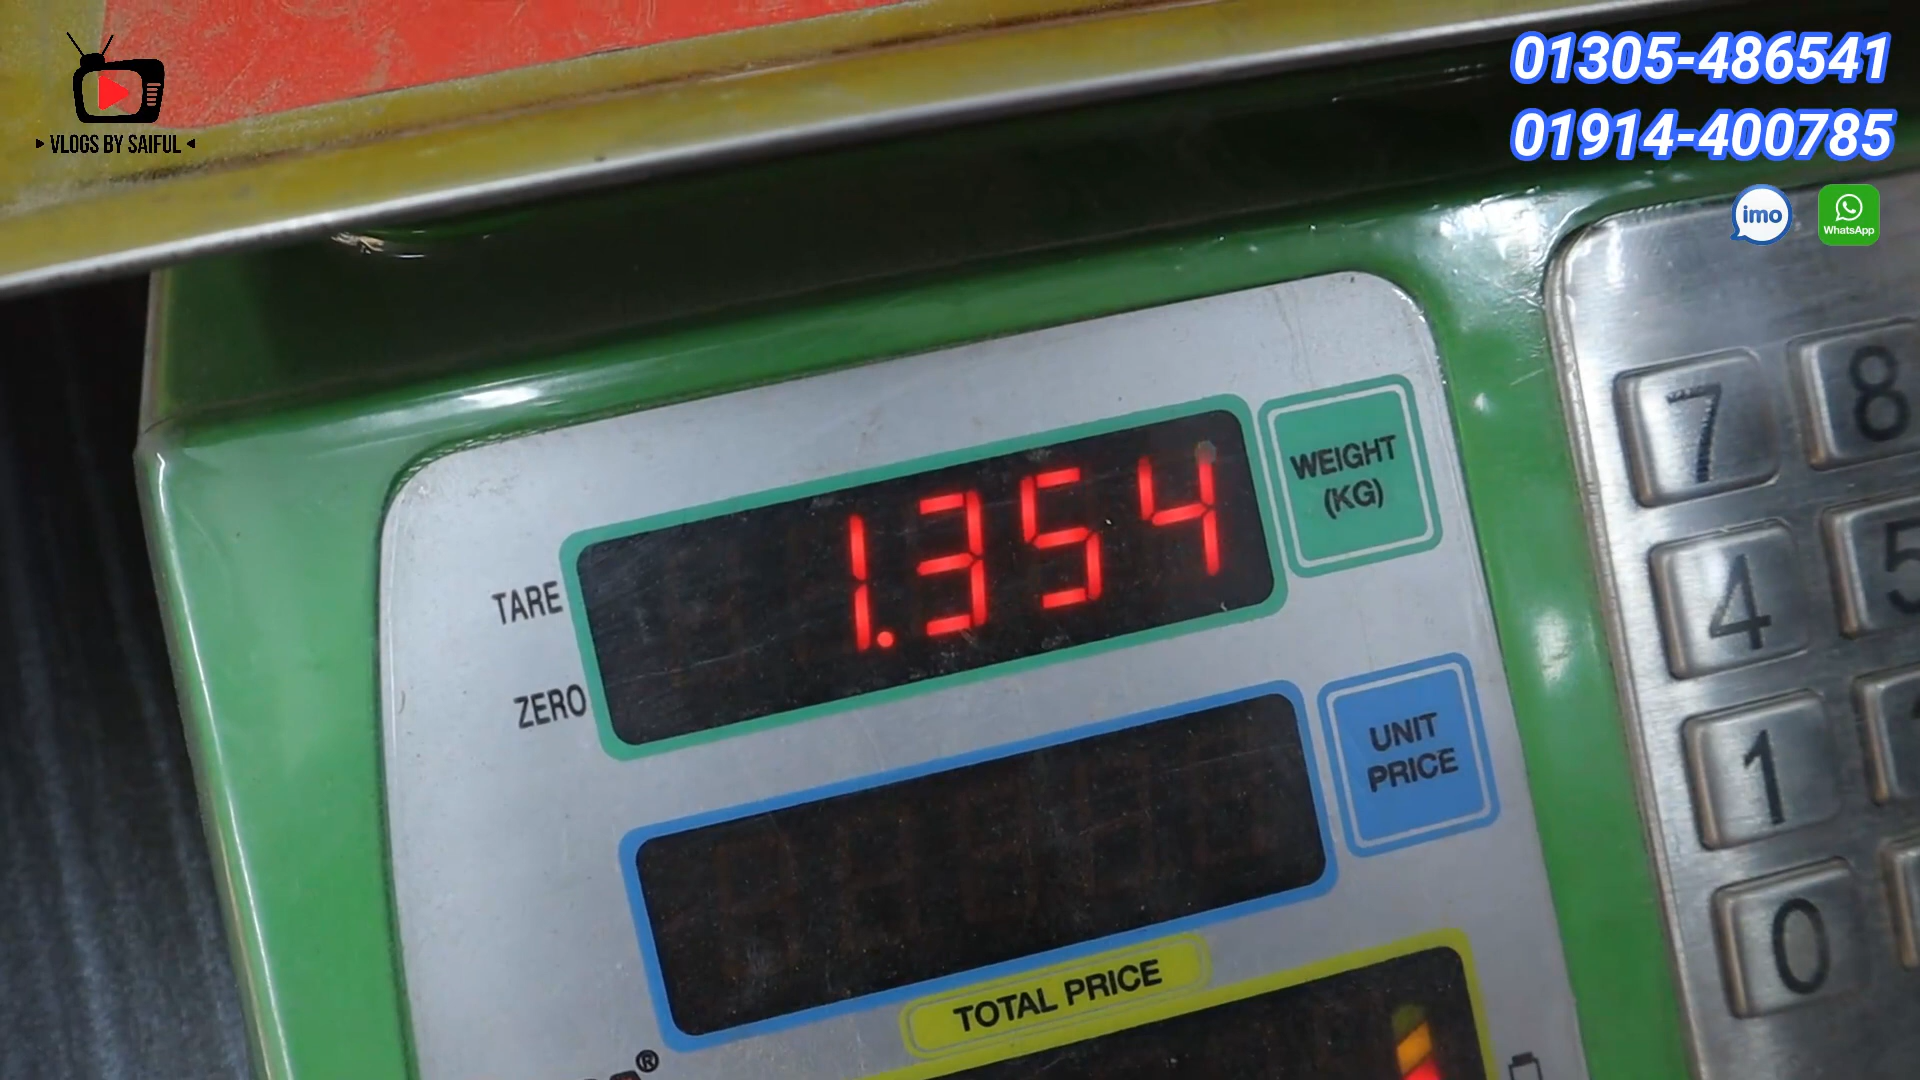 VLOGS BY SAIFUL
01305-486541
01914-400785
imo
WhatsApp
1.354
WEIGHT
(KG)
TARE
ZERO
UNIT
PRICE
TOTAL PRICE
®
7 8
4 5
1
0